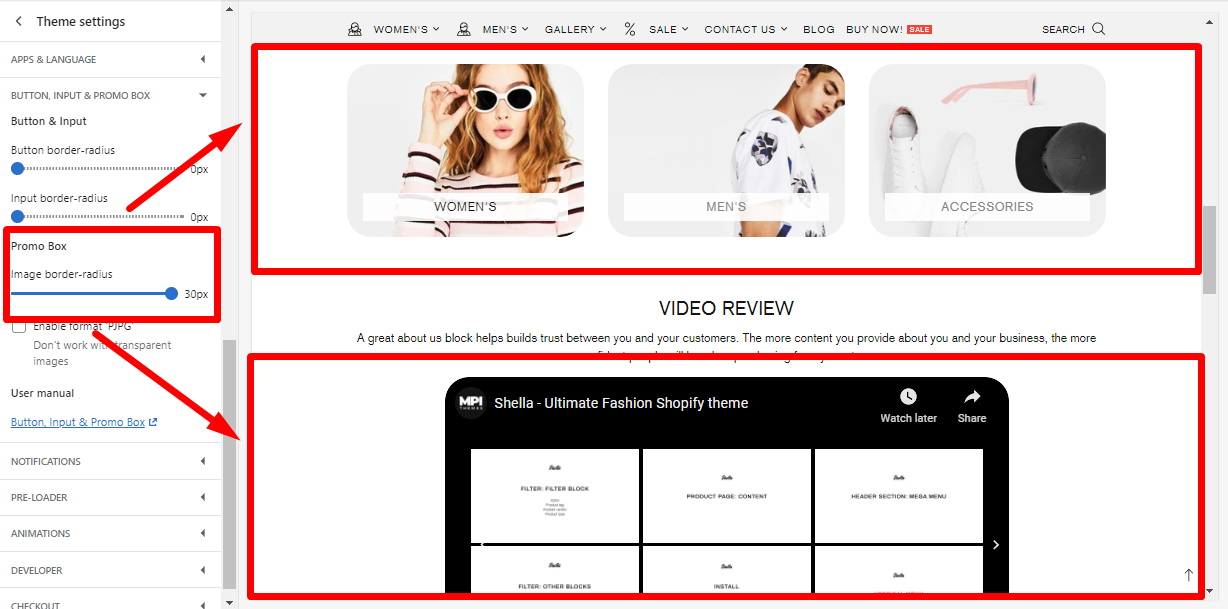 Theme settings
APPS & LANGUAGE
BUTTON, INPUT & PROMO BOX
Button & Input
Button border-radius
0px
Input border-radius
0px
Promo Box
Image border-radius
30px
Enable format 'PJPG'
Don't work with transparent
images
User manual
Button, Input & Promo Box
NOTIFICATIONS
PRE-LOADER
ANIMATIONS
DEVELOPER
CHECKOUT
WOMEN'S MEN'S GALLERY % SALE CONTACT US BLOG BUY NOW! SALE SEARCH
WOMEN'S MEN'S ACCESSORIES
VIDEO REVIEW
A great about us block helps builds trust between you and your customers. The more content you provide about you and your business, the more
MPI THEMES Shella - Ultimate Fashion Shopify theme
Watch later Share
Shella Shella Shella
FILTER: FILTER BLOCK PRODUCT PAGE: CONTENT HEADER SECTION: MEGA MENU
Shella Shella Shella
FILTER: OTHER BLOCKS INSTALL